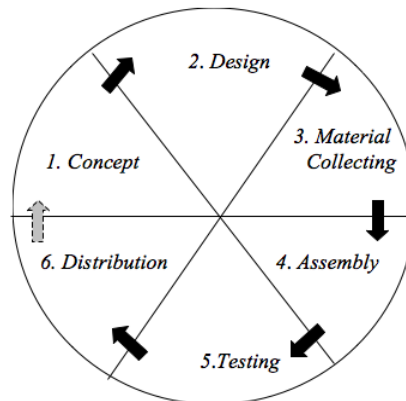 1. Concept
2. Design
3. Material
Collecting
4. Assembly
5.Testing
6. Distribution